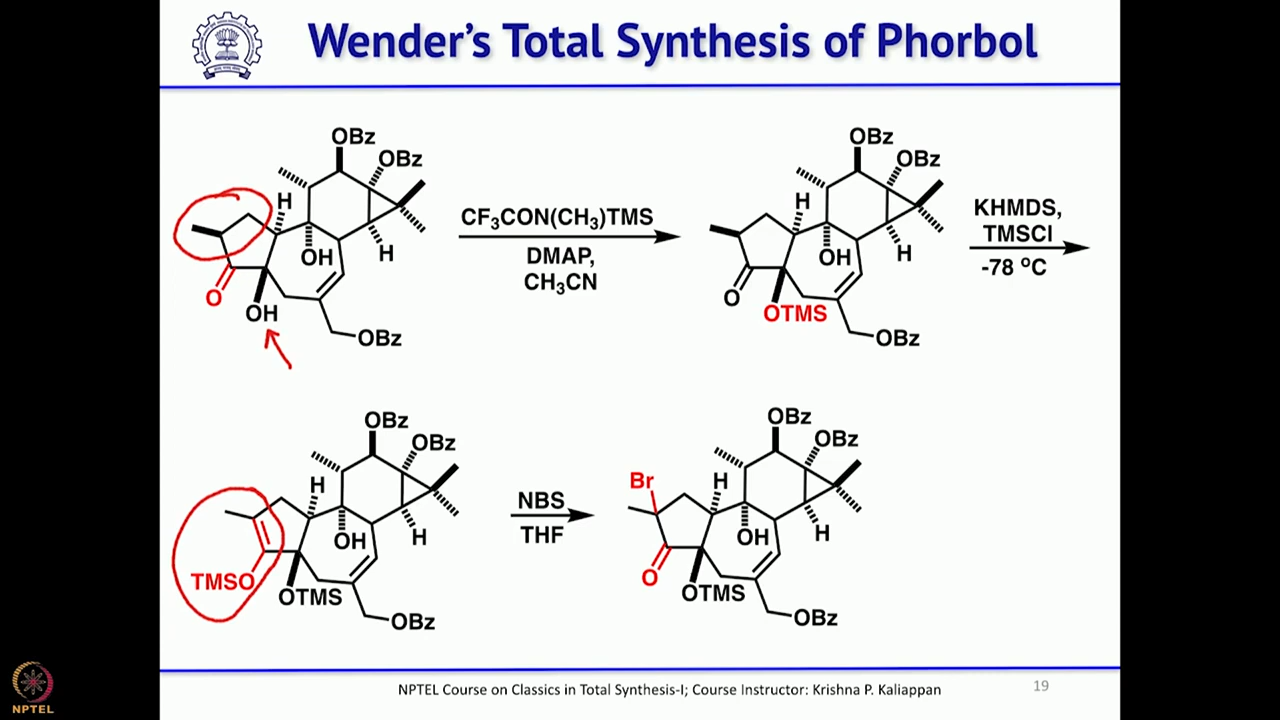 Wender's Total Synthesis of Phorbol
OBz
OBz
H
OH
H
O
OH
OBz
CF3CON(CH3)TMS
DMAP,
CH3CN
OBz
OBz
H
OH
H
O
OTMS
OBz
KHMDS,
TMSCl
-78 ºC
OBz
OBz
H
OH
H
TMSO
OTMS
OBz
NBS
THF
OBz
OBz
Br
H
OH
H
O
OTMS
OBz
NPTEL
NPTEL Course on Classics in Total Synthesis-I; Course Instructor: Krishna P. Kaliappan
19